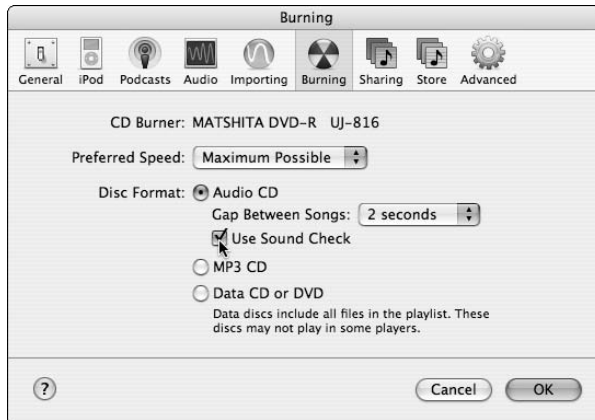 Burning
General iPod Podcasts Audio Importing Burning Sharing Store Advanced
CD Burner: MATSHITA DVD-R UJ-816
Preferred Speed: Maximum Possible
Disc Format: Audio CD
Gap Between Songs: 2 seconds
Use Sound Check
MP3 CD
Data CD or DVD
Data discs include all files in the playlist. These
discs may not play in some players.
? Cancel OK